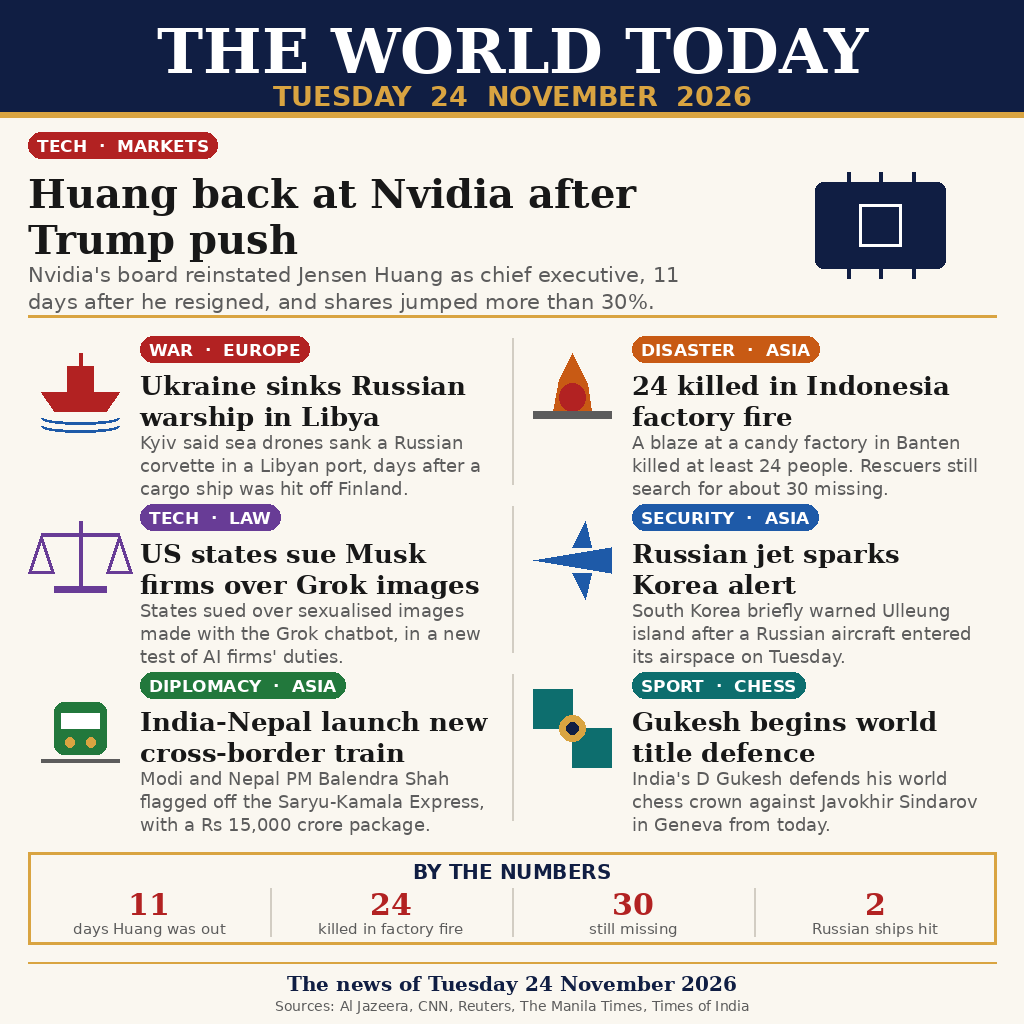 THE WORLD TODAY
TUESDAY 24 NOVEMBER 2026
TECH · MARKETS
Huang back at Nvidia after
Trump push
Nvidia's board reinstated Jensen Huang as chief executive, 11
days after he resigned, and shares jumped more than 30%.
WAR · EUROPE
Ukraine sinks Russian
warship in Libya
Kyiv said sea drones sank a Russian
corvette in a Libyan port, days after a
cargo ship was hit off Finland.
DISASTER · ASIA
24 killed in Indonesia
factory fire
A blaze at a candy factory in Banten
killed at least 24 people. Rescuers still
search for about 30 missing.
TECH · LAW
US states sue Musk
firms over Grok images
States sued over sexualised images
made with the Grok chatbot, in a new
test of AI firms' duties.
SECURITY · ASIA
Russian jet sparks
Korea alert
South Korea briefly warned Ulleung
island after a Russian aircraft entered
its airspace on Tuesday.
DIPLOMACY · ASIA
India-Nepal launch new
cross-border train
Modi and Nepal PM Balendra Shah
flagged off the Saryu-Kamala Express,
with a Rs 15,000 crore package.
SPORT · CHESS
Gukesh begins world
title defence
India's D Gukesh defends his world
chess crown against Javokhir Sindarov
in Geneva from today.
BY THE NUMBERS
11
days Huang was out
24
killed in factory fire
30
still missing
2
Russian ships hit
The news of Tuesday 24 November 2026
Sources: Al Jazeera, CNN, Reuters, The Manila Times, Times of India